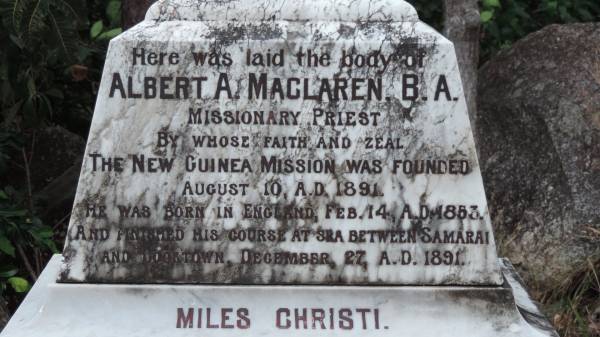 Here was laid the body of
ALBERT A. MACLAREN, B.A.
MISSIONARY PRIEST
BY WHOSE FAITH AND ZEAL
THE NEW GUINEA MISSION WAS FOUNDED
AUGUST 10, A.D. 1891.
HE WAS BORN IN ENGLAND, FEB. 14, A.D. 1853.
AND FINISHED HIS COURSE AT SEA BETWEEN SAMARAI
AND COOKTOWN, DECEMBER, 27, A.D. 1891.
MILES CHRISTI.